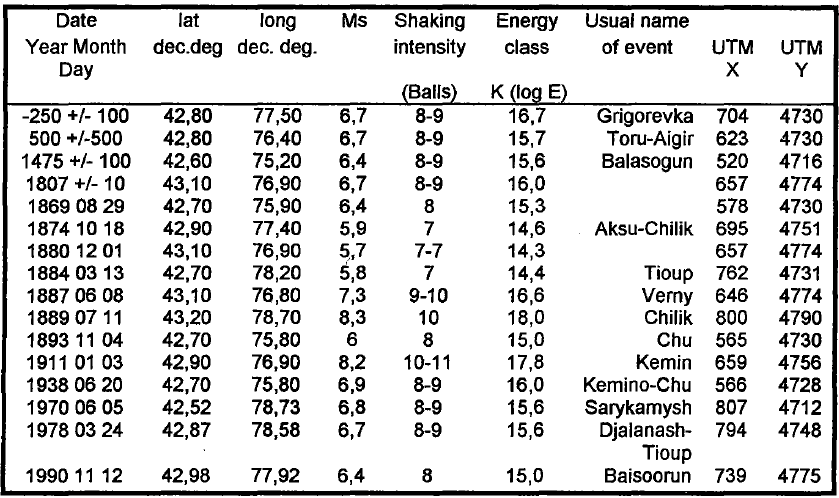 Date lat long Ms Shaking Energy Usual name
Year Month dec.deg dec. deg. intensity class of event UTM UTM
Day X Y
(Balls) K (log E)
-250 +/- 100 42,80 77,50 6,7 8-9 16,7 Grigorevka 704 4730
500 +/-500 42,80 76,40 6,7 8-9 15,7 Toru-Aigir 623 4730
1475 +/- 100 42,60 75,20 6,4 8-9 15,6 Balasogun 520 4716
1807 +/- 10 43,10 76,90 6,7 8-9 16,0 657 4774
1869 08 29 42,70 75,90 6,4 8 15,3 578 4730
1874 10 18 42,90 77,40 5,9 7 14,6 Aksu-Chilik 695 4751
1880 12 01 43,10 76,90 5,7 7-7 14,3 657 4774
1884 03 13 42,70 78,20 5,8 7 14,4 Tioup 762 4731
1887 06 08 43,10 76,80 7,3 9-10 16,6 Verny 646 4774
1889 07 11 43,20 78,70 8,3 10 18,0 Chilik 800 4790
1893 11 04 42,70 75,80 6 8 15,0 Chu 565 4730
1911 01 03 42,90 76,90 8,2 10-11 17,8 Kemin 659 4756
1938 06 20 42,70 75,80 6,9 8-9 16,0 Kemino-Chu 566 4728
1970 06 05 42,52 78,73 6,8 8-9 15,6 Sarykamysh 807 4712
1978 03 24 42,87 78,58 6,7 8-9 15,6 Djalanash- 794 4748
Tioup
1990 11 12 42,98 77,92 6,4 8 15,0 Baisoorun 739 4775